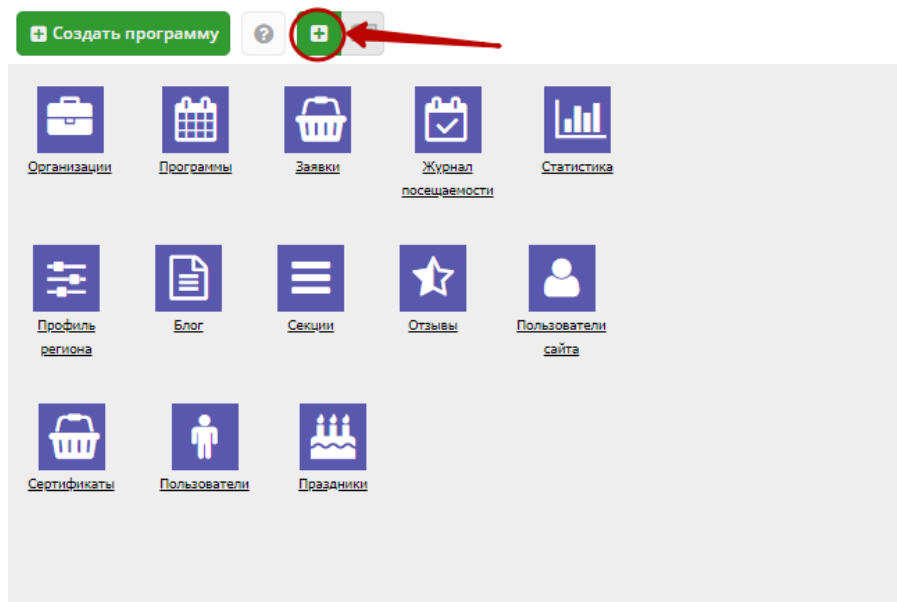 Создать программу
Организации
Программы
Заявки
Журнал
посещаемости
Статистика
Профиль
региона
Блог
Секции
Отзывы
Пользователи
сайта
Сертификаты
Пользователи
Праздники